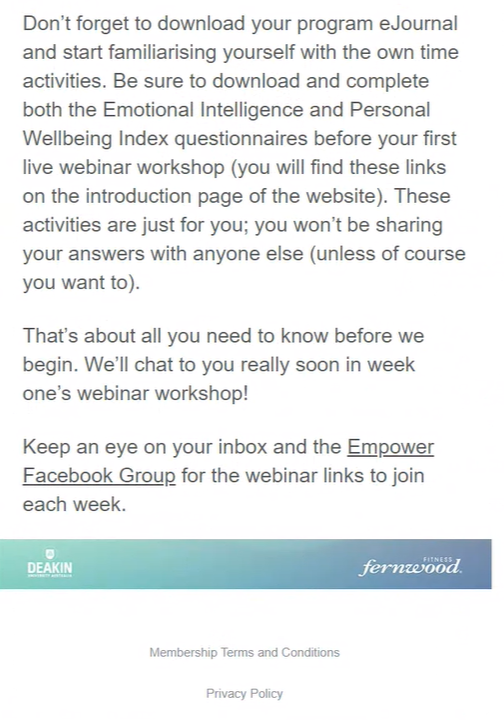 Don’t forget to download your program eJournal
and start familiarising yourself with the own time
activities. Be sure to download and complete
both the Emotional Intelligence and Personal
Wellbeing Index questionnaires before your first
live webinar workshop (you will find these links
on the introduction page of the website). These
activities are just for you; you won’t be sharing
your answers with anyone else (unless of course
you want to).
That’s about all you need to know before we
begin. We’ll chat to you really soon in week
one’s webinar workshop!
Keep an eye on your inbox and the Empower
Facebook Group for the webinar links to join
each week.
DEAKIN
UNIVERSITY AUSTRALIA
FITNESS
fernwood
Membership Terms and Conditions
Privacy Policy